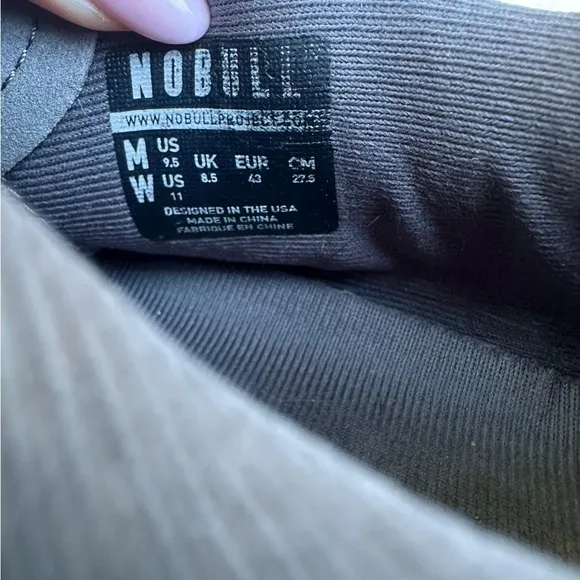 NOBULL
WWW.NOBULLPROJECT.COM
M US 9.5 UK 8.5 EUR 43 CM 27.5
W US 11
DESIGNED IN THE USA
MADE IN CHINA
FABRIQUE EN CHINE